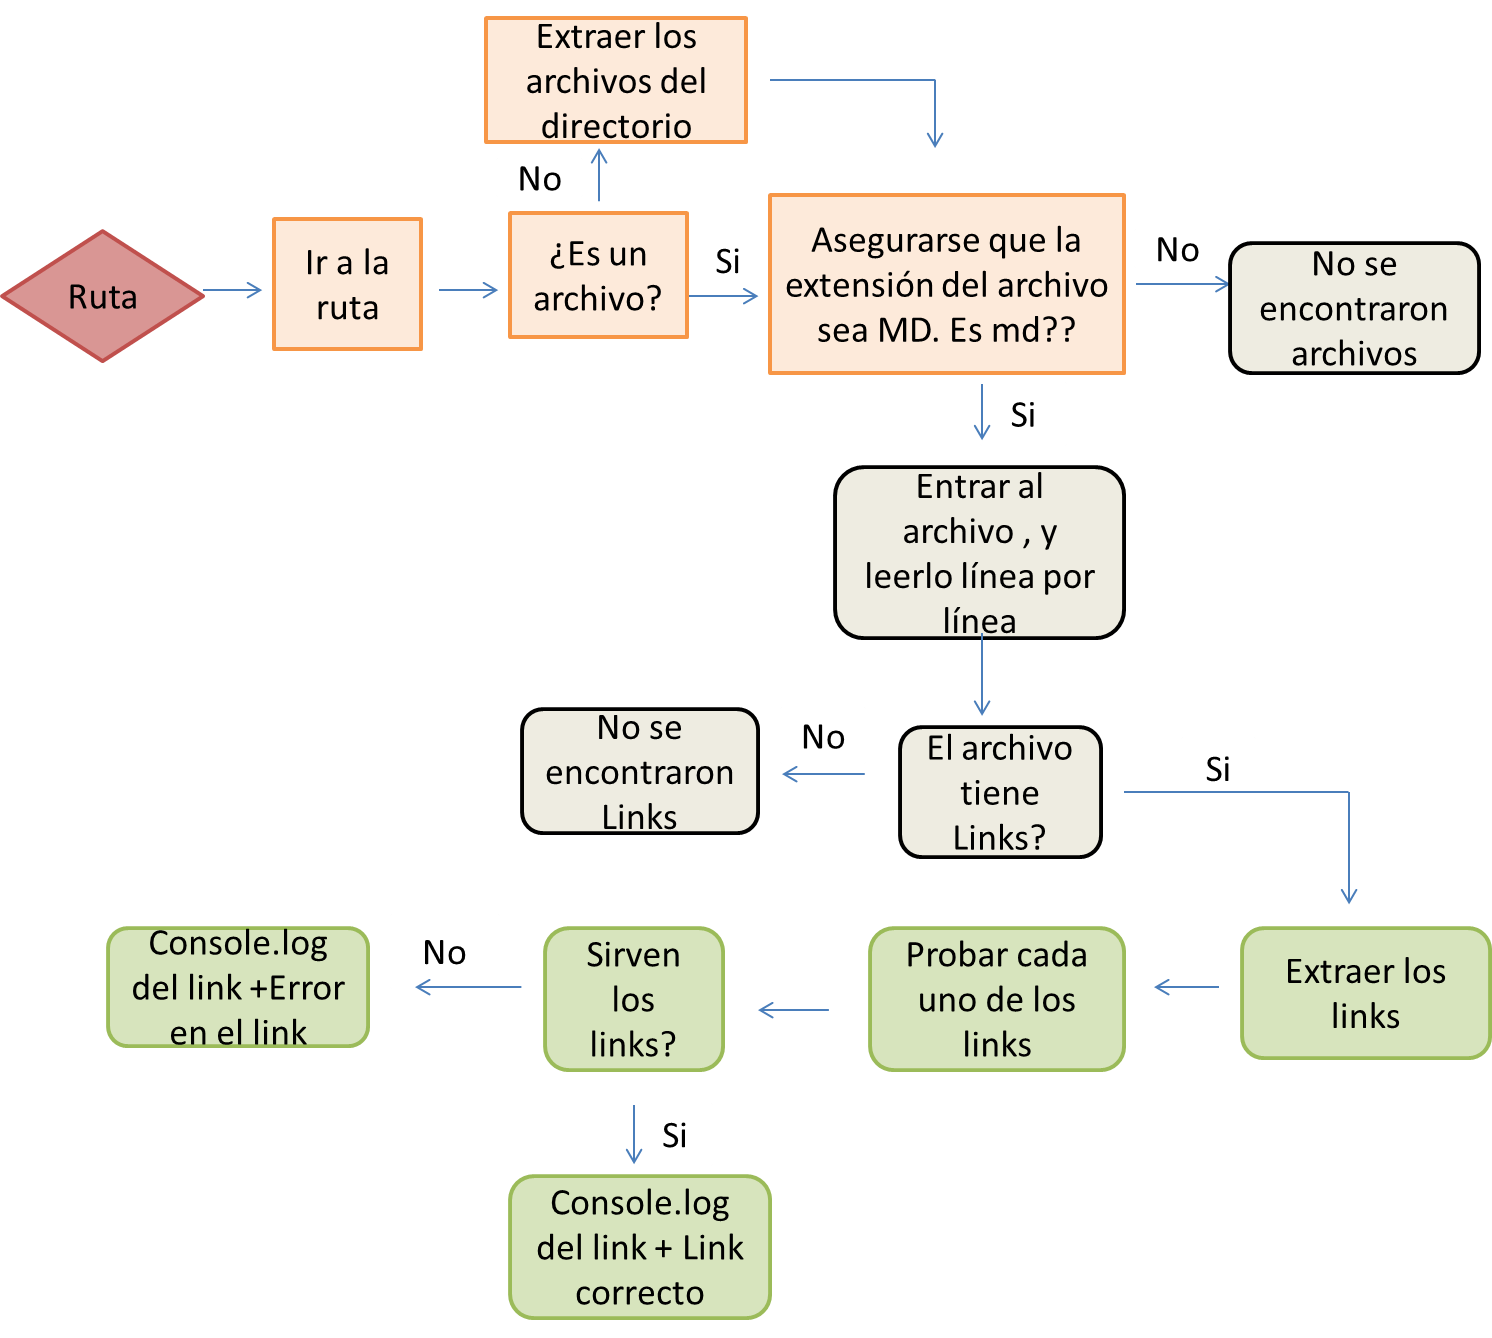 Extraer los
archivos del
directorio
No
Ruta
Ir a la
ruta
¿Es un
archivo?
Si
Asegurarse que la
extensión del archivo
sea MD. Es md??
No
No se
encontraron
archivos
Si
Entrar al
archivo , y
leerlo línea por
línea
El archivo
tiene
Links?
No
No se
encontraron
Links
Si
Extraer los
links
Probar cada
uno de los
links
Sirven
los
links?
No
Console.log
del link +Error
en el link
Si
Console.log
del link + Link
correcto